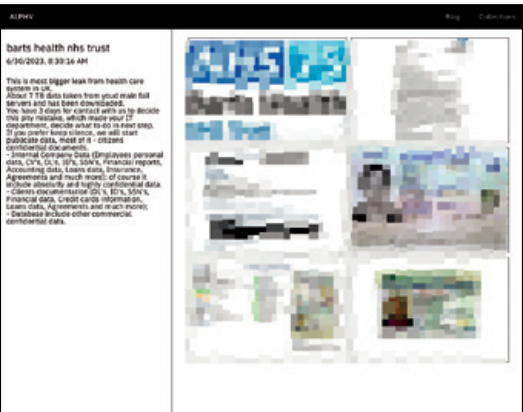 ALPHV
Blog
Collections
barts health nhs trust
6/30/2023, 8:30:16 AM
This is most bigger leak from health care
system in UK.
About 7 TB data taken from youd main full
servers and has been downloaded.
You have 3 days for contact with us to decide
this pity mistake, which made your IT
department, decide what to do in next step.
If you prefer keep silence, we will start
publicate data, most of it - citizens
confidential documents.
- Internal Company Data (Employees personal
data, CV's, DL's, ID's, SSN's, Financial reports,
Accounting data, Loans data, Insurance,
Agreements and much more); of course it
include absolutly and highly confidential data.
- Clients documentation (DL's, ID's, SSN's,
Financial data, Credit cards information,
Loans data, Agreements and much more);
- Database include other commercial
confidential data.
Barts Health
NHS Trust